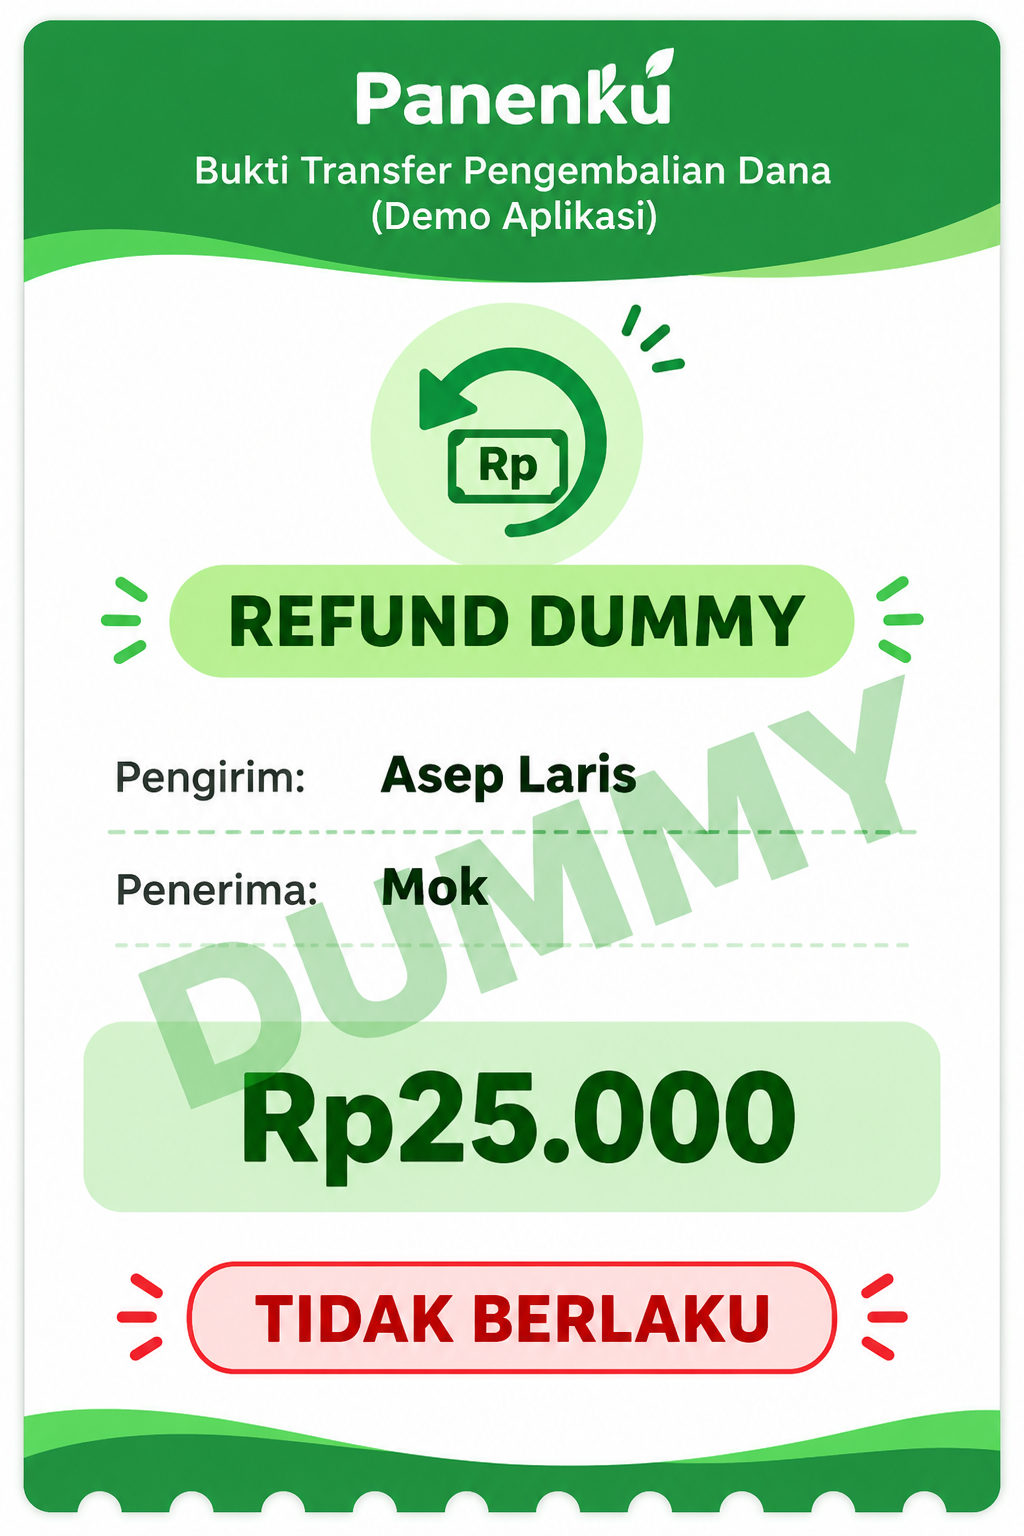 Panenku
Bukti Transfer Pengembalian Dana
(Demo Aplikasi)
Rp
REFUND DUMMY
Pengirim: Asep Laris
Penerima: Mok
DUMMY
Rp25.000
TIDAK BERLAKU